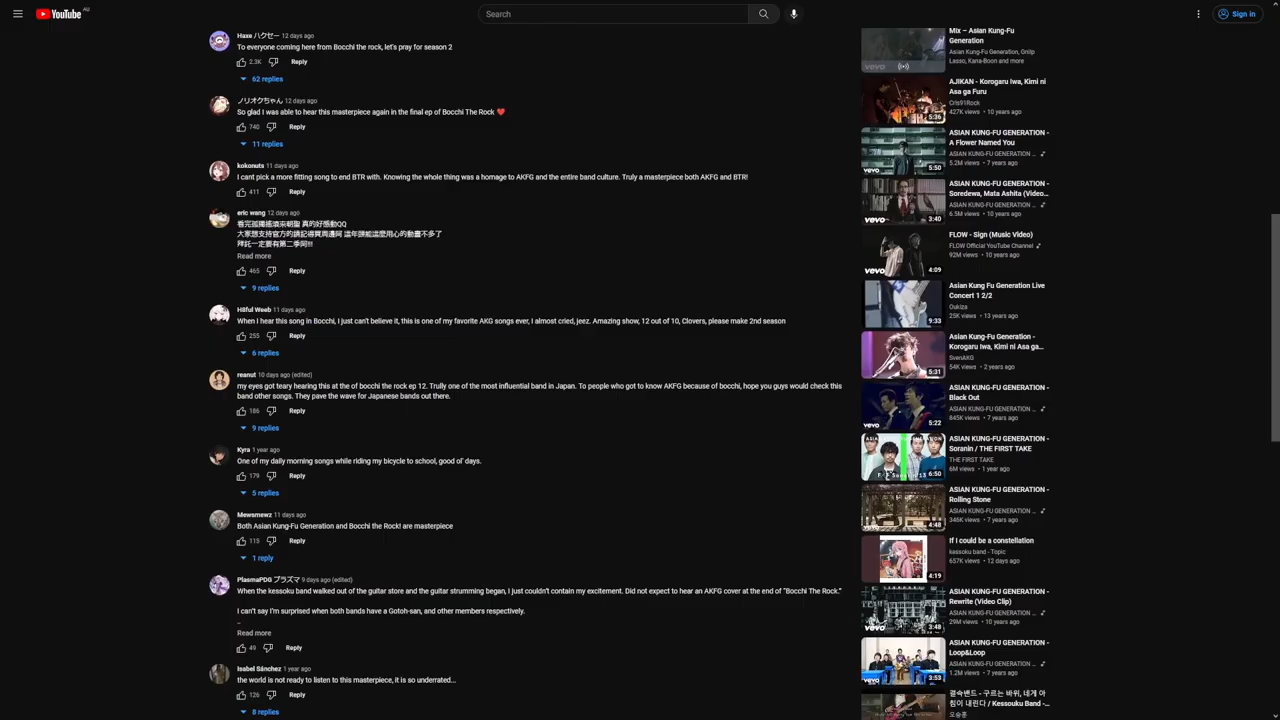 YouTube AU
Search
Sign in
Haxe ハクセー 12 days ago
To everyone coming here from Bocchi the rock, let's pray for season 2
2.3K Reply
62 replies
ノリオクちゃん 12 days ago
So glad I was able to hear this masterpiece again in the final ep of Bocchi The Rock ❤️
740 Reply
11 replies
kokonuts 11 days ago
I cant pick a more fitting song to end BTR with. Knowing the whole thing was a homage to AKFG and the entire band culture. Truly a masterpiece both AKFG and BTR!
411 Reply
eric wang 12 days ago
看完孤獨搖滾來朝聖 真的好感動QQ
大家想支持官方的請記得買周邊阿 這年頭能這麼用心的動畫不多了
拜託一定要有第二季阿!!!
Read more
465 Reply
9 replies
H8ful Weeb 11 days ago
When I hear this song in Bocchi, I just can't believe it, this is one of my favorite AKG songs ever, I almost cried, jeez. Amazing show, 12 out of 10, Clovers, please make 2nd season
255 Reply
6 replies
reanut 10 days ago (edited)
my eyes got teary hearing this at the of bocchi the rock ep 12. Trully one of the most influential band in Japan. To people who got to know AKFG because of bocchi, hope you guys would check this
band other songs. They pave the wave for Japanese bands out there.
186 Reply
9 replies
Kyra 1 year ago
One of my daily morning songs while riding my bicycle to school, good ol' days.
179 Reply
5 replies
Mewsmewz 11 days ago
Both Asian Kung-Fu Generation and Bocchi the Rock! are masterpiece
115 Reply
1 reply
PlasmaPDG プラズマ 9 days ago (edited)
When the kessoku band walked out of the guitar store and the guitar strumming began, I just couldn't contain my excitement. Did not expect to hear an AKFG cover at the end of "Bocchi The Rock."
I can't say I'm surprised when both bands have a Gotoh-san, and other members respectively.
Read more
49 Reply
Isabel Sánchez 1 year ago
the world is not ready to listen to this masterpiece, it is so underrated...
126 Reply
8 replies
vevo
Mix – Asian Kung-Fu
Generation
Asian Kung-Fu Generation, Gnilp
Lasso, Kana-Boon and more
5:36
AJIKAN - Korogaru Iwa, Kimi ni
Asa ga Furu
Cris91Rock
427K views • 10 years ago
5:50
ASIAN KUNG-FU GENERATION -
A Flower Named You
ASIAN KUNG-FU GENERATION ...
5.2M views • 7 years ago
vevo 3:40
ASIAN KUNG-FU GENERATION -
Soredewa, Mata Ashita (Video...
ASIAN KUNG-FU GENERATION ...
6.5M views • 10 years ago
vevo 4:09
FLOW - Sign (Music Video)
FLOW Official YouTube Channel
92M views • 10 years ago
9:33
Asian Kung Fu Generation Live
Concert 1 2/2
Oukiza
25K views • 13 years ago
5:31
Asian Kung-Fu Generation -
Korogaru Iwa, Kimi ni Asa ga...
SvenAKG
54K views • 2 years ago
vevo 5:22
ASIAN KUNG-FU GENERATION -
Black Out
ASIAN KUNG-FU GENERATION ...
845K views • 7 years ago
6:50
ASIAN KUNG-FU GENERATION -
Soranin / THE FIRST TAKE
THE FIRST TAKE
6M views • 1 year ago
4:48
ASIAN KUNG-FU GENERATION -
Rolling Stone
ASIAN KUNG-FU GENERATION ...
346K views • 7 years ago
4:19
If I could be a constellation
kessoku band - Topic
657K views • 12 days ago
vevo 3:48
ASIAN KUNG-FU GENERATION -
Rewrite (Video Clip)
ASIAN KUNG-FU GENERATION ...
29M views • 10 years ago
vevo 3:53
ASIAN KUNG-FU GENERATION -
Loop&Loop
ASIAN KUNG-FU GENERATION ...
1.2M views • 7 years ago
결속밴드 - 구르는 바위, 네게 아
침이 내린다 / Kessouku Band -...